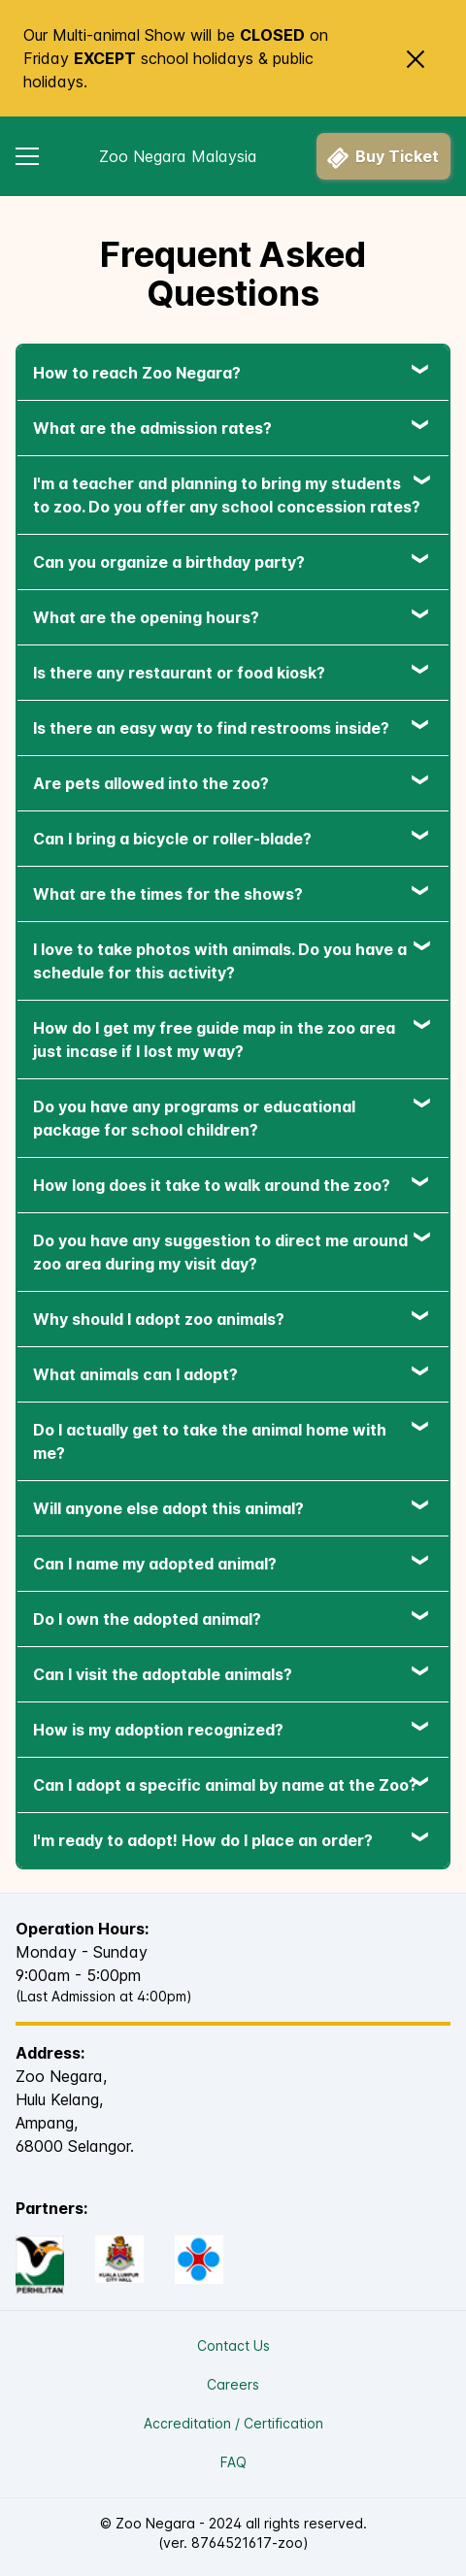 Our Multi-animal Show will be CLOSED on
Friday EXCEPT school holidays & public
holidays.
Zoo Negara Malaysia
Buy Ticket
Frequent Asked
Questions
How to reach Zoo Negara?
What are the admission rates?
I'm a teacher and planning to bring my students
to zoo. Do you offer any school concession rates?
Can you organize a birthday party?
What are the opening hours?
Is there any restaurant or food kiosk?
Is there an easy way to find restrooms inside?
Are pets allowed into the zoo?
Can I bring a bicycle or roller-blade?
What are the times for the shows?
I love to take photos with animals. Do you have a
schedule for this activity?
How do I get my free guide map in the zoo area
just incase if I lost my way?
Do you have any programs or educational
package for school children?
How long does it take to walk around the zoo?
Do you have any suggestion to direct me around
zoo area during my visit day?
Why should I adopt zoo animals?
What animals can I adopt?
Do I actually get to take the animal home with
me?
Will anyone else adopt this animal?
Can I name my adopted animal?
Do I own the adopted animal?
Can I visit the adoptable animals?
How is my adoption recognized?
Can I adopt a specific animal by name at the Zoo?
I'm ready to adopt! How do I place an order?
Operation Hours:
Monday - Sunday
9:00am - 5:00pm
(Last Admission at 4:00pm)
Address:
Zoo Negara,
Hulu Kelang,
Ampang,
68000 Selangor.
Partners:
PERHILITAN
KUALA LUMPUR
CITY HALL
Contact Us
Careers
Accreditation / Certification
FAQ
© Zoo Negara - 2024 all rights reserved.
(ver. 8764521617-zoo)